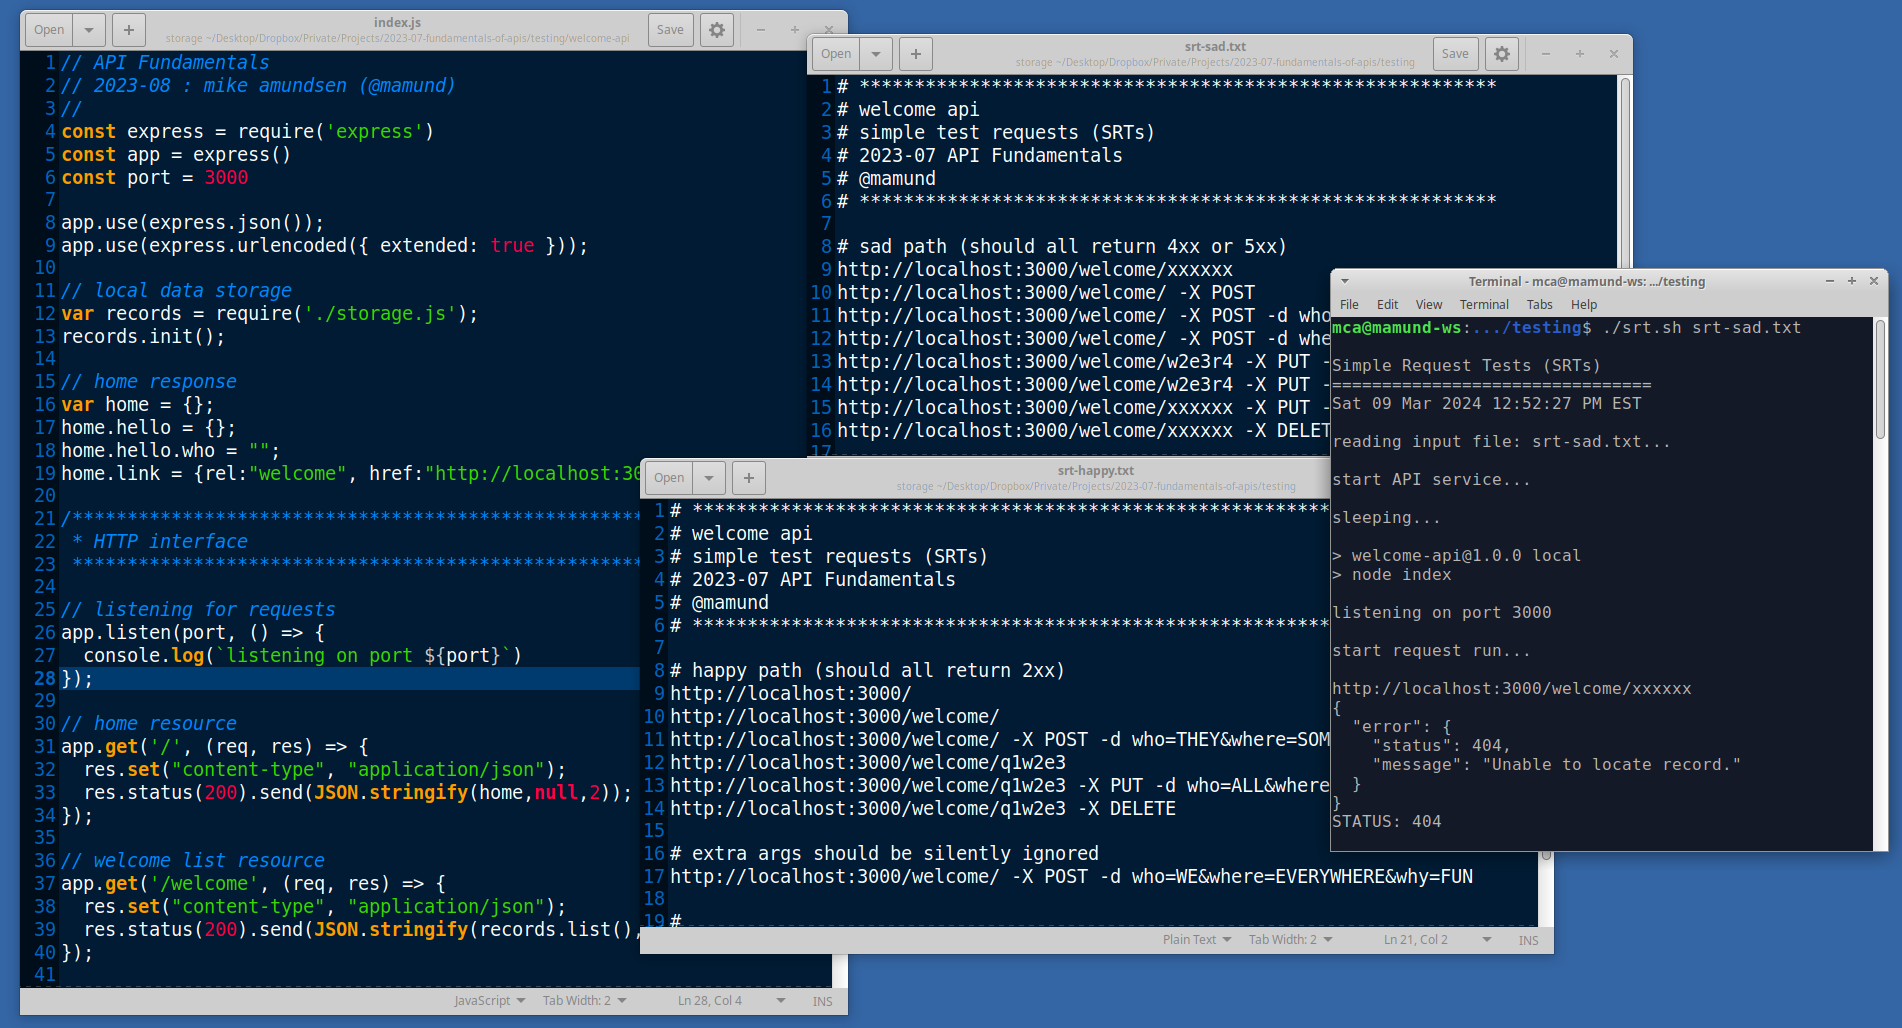 Open
index.js
storage ~/Desktop/Dropbox/Private/Projects/2023-07-fundamentals-of-apis/testing/welcome-api
Save
1 // API Fundamentals
2 // 2023-08 : mike amundsen (@mamund)
3 //
4 const express = require('express')
5 const app = express()
6 const port = 3000
7
8 app.use(express.json());
9 app.use(express.urlencoded({ extended: true }));
10
11 // local data storage
12 var records = require('./storage.js');
13 records.init();
14
15 // home response
16 var home = {};
17 home.hello = {};
18 home.hello.who = "";
19 home.link = {rel:"welcome", href:"http://localhost:30
20
21 /****************************************************
22  * HTTP interface
23  ****************************************************
24
25 // listening for requests
26 app.listen(port, () => {
27   console.log(`listening on port ${port}`)
28 });
29
30 // home resource
31 app.get('/', (req, res) => {
32   res.set("content-type", "application/json");
33   res.status(200).send(JSON.stringify(home,null,2));
34 });
35
36 // welcome list resource
37 app.get('/welcome', (req, res) => {
38   res.set("content-type", "application/json");
39   res.status(200).send(JSON.stringify(records.list(),
40 });
41
JavaScript Tab Width: 2 Ln 28, Col 4 INS
Open
srt-sad.txt
storage ~/Desktop/Dropbox/Private/Projects/2023-07-fundamentals-of-apis/testing
Save
1 # **********************************************************
2 # welcome api
3 # simple test requests (SRTs)
4 # 2023-07 API Fundamentals
5 # @mamund
6 # **********************************************************
7
8 # sad path (should all return 4xx or 5xx)
9 http://localhost:3000/welcome/xxxxxx
10 http://localhost:3000/welcome/ -X POST
11 http://localhost:3000/welcome/ -X POST -d who
12 http://localhost:3000/welcome/ -X POST -d whe
13 http://localhost:3000/welcome/w2e3r4 -X PUT -
14 http://localhost:3000/welcome/w2e3r4 -X PUT -
15 http://localhost:3000/welcome/xxxxxx -X PUT -
16 http://localhost:3000/welcome/xxxxxx -X DELET
17
Open
srt-happy.txt
storage ~/Desktop/Dropbox/Private/Projects/2023-07-fundamentals-of-apis/testing
1 # **********************************************************
2 # welcome api
3 # simple test requests (SRTs)
4 # 2023-07 API Fundamentals
5 # @mamund
6 # **********************************************************
7
8 # happy path (should all return 2xx)
9 http://localhost:3000/
10 http://localhost:3000/welcome/
11 http://localhost:3000/welcome/ -X POST -d who=THEY&where=SOM
12 http://localhost:3000/welcome/q1w2e3
13 http://localhost:3000/welcome/q1w2e3 -X PUT -d who=ALL&where
14 http://localhost:3000/welcome/q1w2e3 -X DELETE
15
16 # extra args should be silently ignored
17 http://localhost:3000/welcome/ -X POST -d who=WE&where=EVERYWHERE&why=FUN
18
19 #
Plain Text Tab Width: 2 Ln 21, Col 2 INS
Terminal - mca@mamund-ws: .../testing
File Edit View Terminal Tabs Help
mca@mamund-ws:.../testing$ ./srt.sh srt-sad.txt
Simple Request Tests (SRTs)
================================
Sat 09 Mar 2024 12:52:27 PM EST
reading input file: srt-sad.txt...
start API service...
sleeping...
> welcome-api@1.0.0 local
> node index
listening on port 3000
start request run...
http://localhost:3000/welcome/xxxxxx
{
  "error": {
    "status": 404,
    "message": "Unable to locate record."
  }
}
STATUS: 404